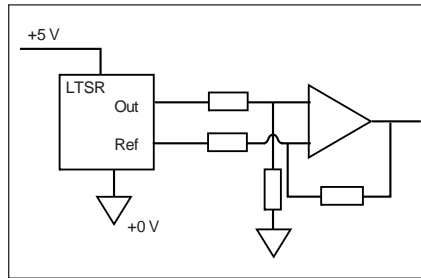 +5 V
LTSR
Out
Ref
+0 V